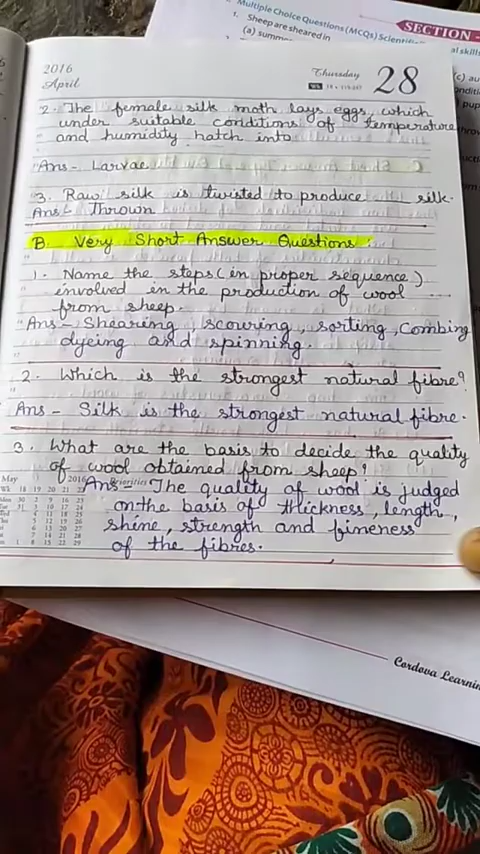 Multiple Choice Questions (MCQs)
SECTION -
1. Sheep are sheared in
(a) summ
2016
April
Thursday
28
2. The female silk moth lays eggs, which
under suitable conditions of temperature
and humidity hatch into
Ans- Larvae
3. Raw silk is twisted to produce silk.
Ans- Thrown
B. Very Short Answer Questions:
1. Name the steps (in proper sequence)
involved in the production of wool
from sheep.
Ans- Shearing, scouring, sorting, Combing
dyeing and spinning.
2. Which is the strongest natural fibre?
Ans- Silk is the strongest natural fibre.
3. What are the basis to decide the quality
of wool obtained from sheep?
Ans- The quality of wool is judged
on the basis of thickness, length,
shine, strength and fineness
of the fibres.
May 2016
Priorities
Cordova Learnin